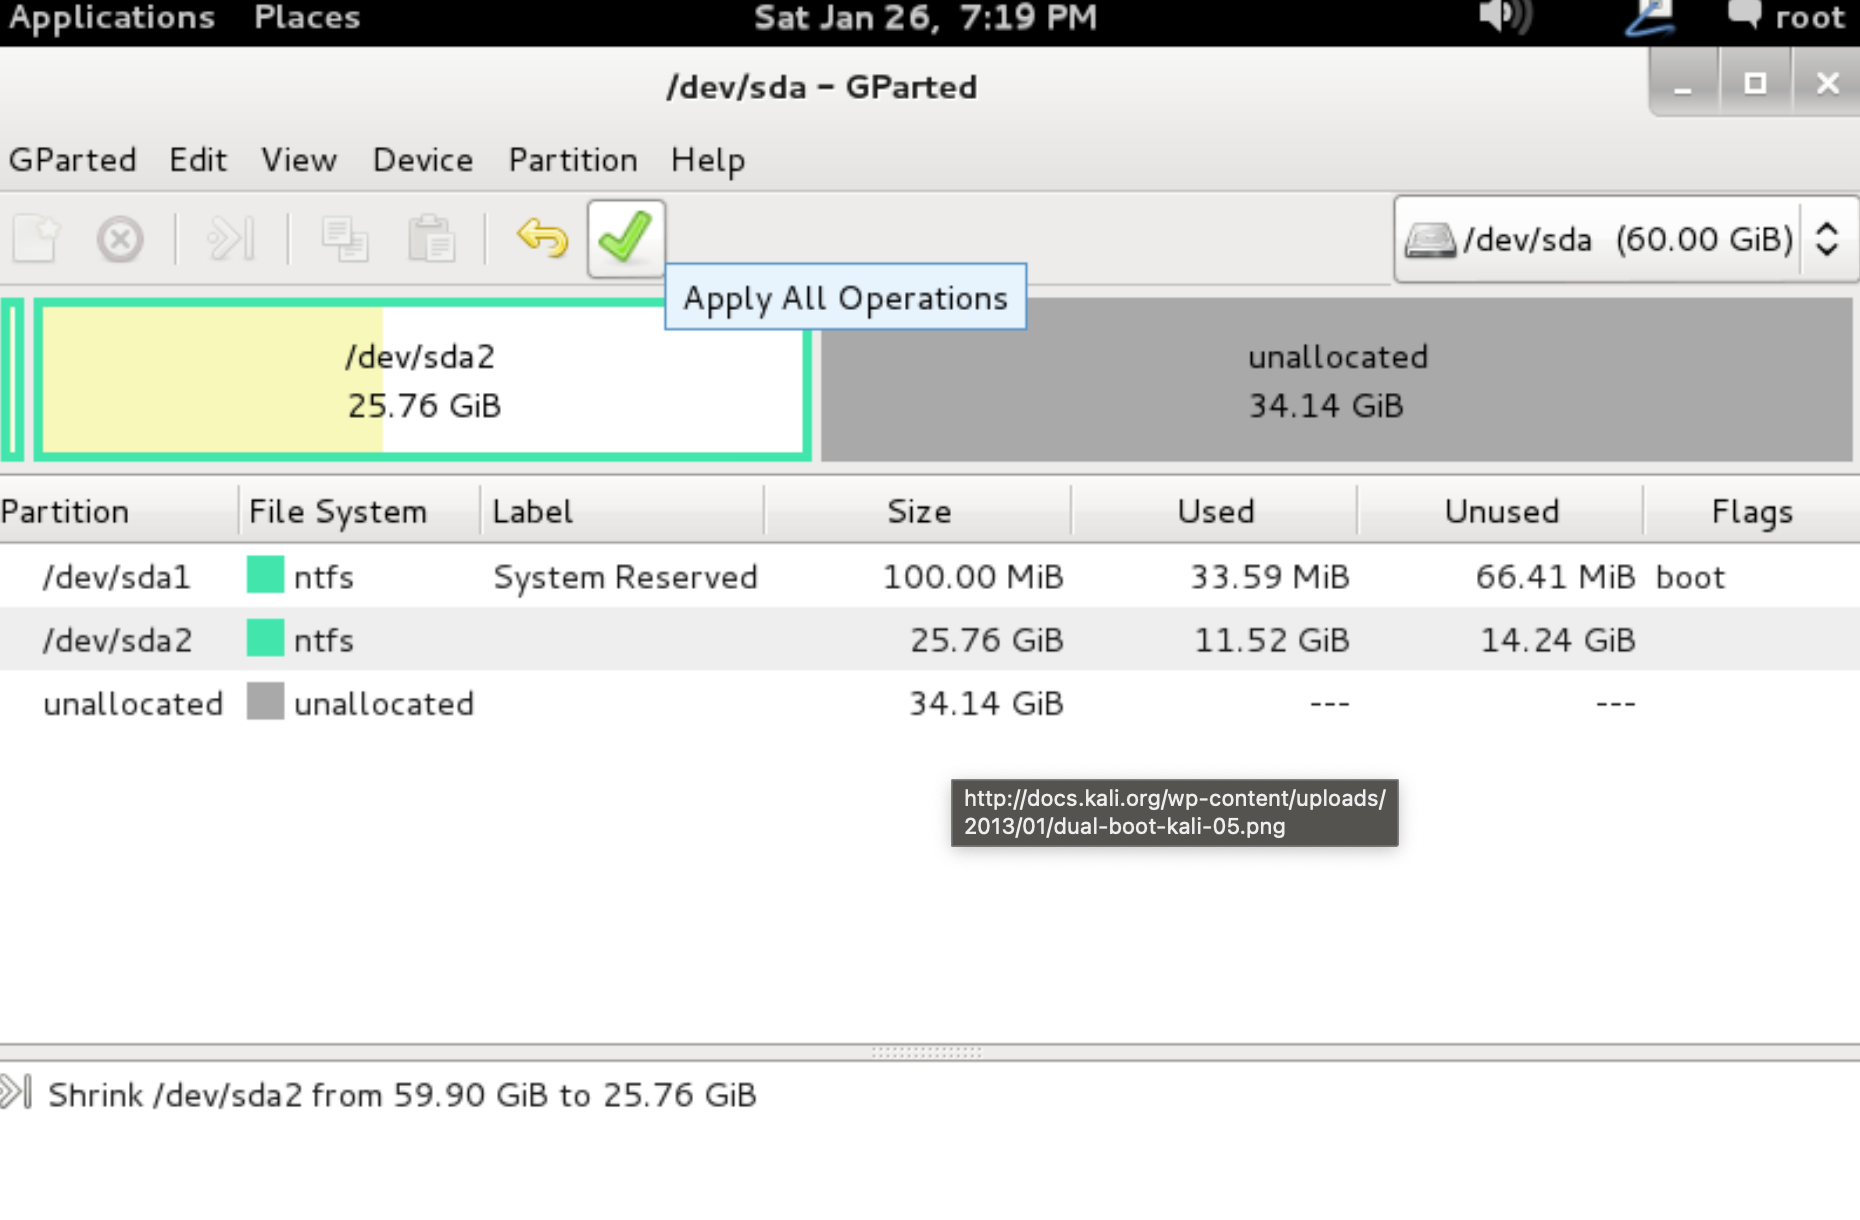 Applications Places Sat Jan 26, 7:19 PM root
/dev/sda - GParted
GParted Edit View Device Partition Help
/dev/sda (60.00 GiB)
Apply All Operations
/dev/sda2 unallocated
25.76 GiB 34.14 GiB
Partition File System Label Size Used Unused Flags
/dev/sda1 ntfs System Reserved 100.00 MiB 33.59 MiB 66.41 MiB boot
/dev/sda2 ntfs 25.76 GiB 11.52 GiB 14.24 GiB
unallocated unallocated 34.14 GiB --- ---
http://docs.kali.org/wp-content/uploads/
2013/01/dual-boot-kali-05.png
Shrink /dev/sda2 from 59.90 GiB to 25.76 GiB